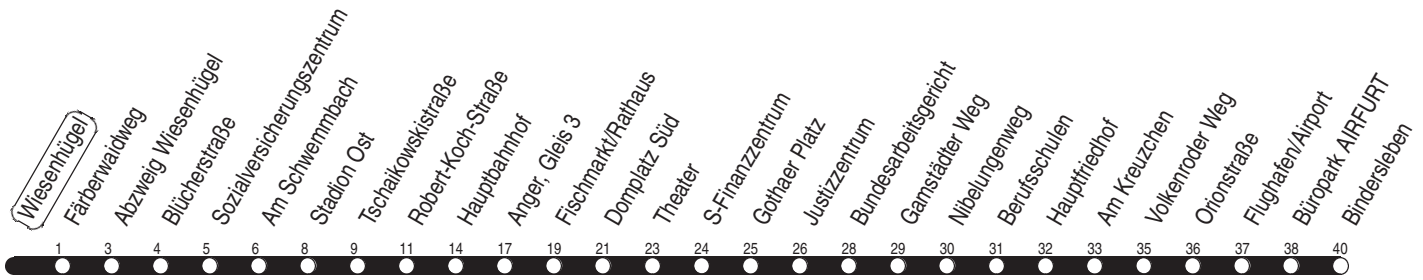 Wiesenhügel
Färberwaidweg
Abzweig Wiesenhügel
Blücherstraße
Sozialversicherungszentrum
Am Schwemmbach
Stadion Ost
Tschaikowskistraße
Robert-Koch-Straße
Hauptbahnhof
Anger, Gleis 3
Fischmarkt/Rathaus
Domplatz Süd
Theater
S-Finanzzentrum
Gothaer Platz
Justizzentrum
Bundesarbeitsgericht
Gamstädter Weg
Nibelungenweg
Berufsschulen
Hauptfriedhof
Am Kreuzchen
Volkenroder Weg
Orionstraße
Flughafen/Airport
Büropark AIRFURT
Bindersleben
1 3 4 5 6 8 9 11 14 17 19 21 23 24 25 26 28 29 30 31 32 33 35 36 37 38 40